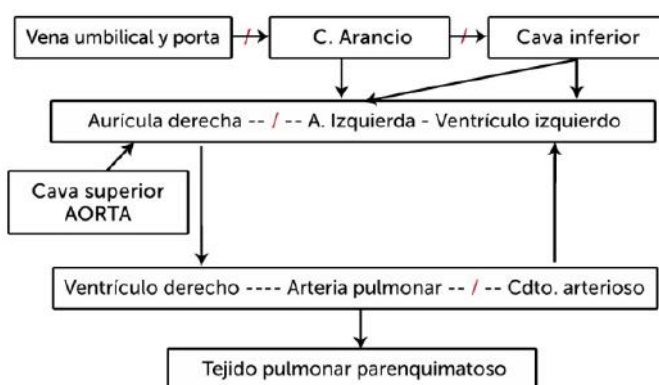 Vena umbilical y porta / C. Arancio / Cava inferior
Aurícula derecha -- / -- A. Izquierda - Ventrículo izquierdo
Cava superior
AORTA
Ventrículo derecho ---- Arteria pulmonar -- / -- Cdto. arterioso
Tejido pulmonar parenquimatoso